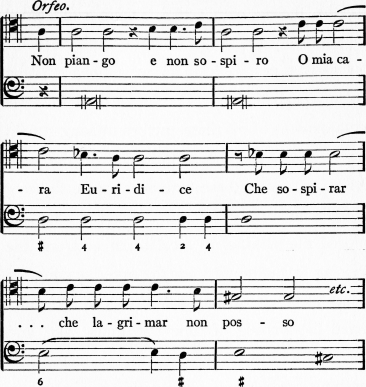 Orfeo.
Non pian - go e non so - spi - ro O mia ca -
- ra Eu - ri - di - ce Che so - spi - rar
# 4 4 2 4
etc.
... che la - gri - mar non pos - so
6 # #